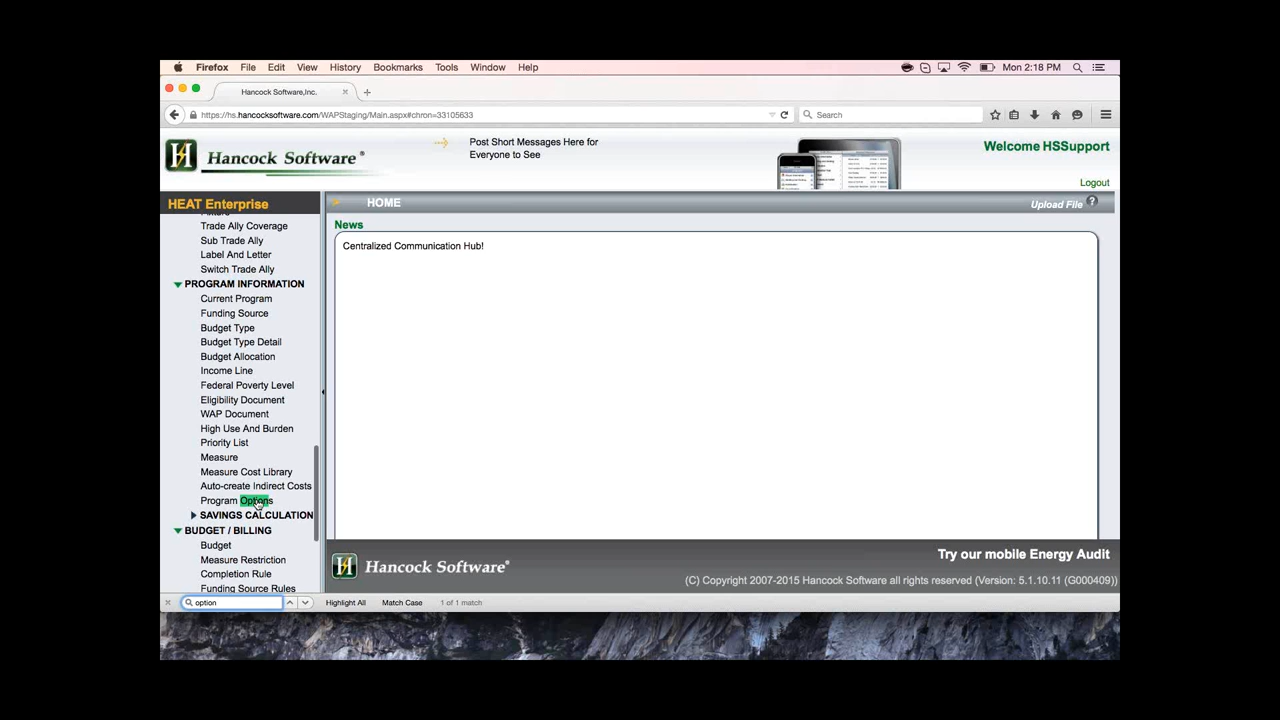 Firefox File Edit View History Bookmarks Tools Window Help Mon 2:18 PM
Hancock Software,Inc.
https://hs.hancocksoftware.com/WAPStaging/Main.aspx#chron=33105633 Search
Hancock Software®
Post Short Messages Here for
Everyone to See
Welcome HSSupport
Logout
HEAT Enterprise
HOME
Upload File ?
Fixture
Trade Ally Coverage
Sub Trade Ally
Label And Letter
Switch Trade Ally
PROGRAM INFORMATION
Current Program
Funding Source
Budget Type
Budget Type Detail
Budget Allocation
Income Line
Federal Poverty Level
Eligibility Document
WAP Document
High Use And Burden
Priority List
Measure
Measure Cost Library
Auto-create Indirect Costs
Program Options
SAVINGS CALCULATION
BUDGET / BILLING
Budget
Measure Restriction
Completion Rule
Funding Source Rules
News
Centralized Communication Hub!
Hancock Software®
Try our mobile Energy Audit
(C) Copyright 2007-2015 Hancock Software all rights reserved (Version: 5.1.10.11 (G000409))
option Highlight All Match Case 1 of 1 match